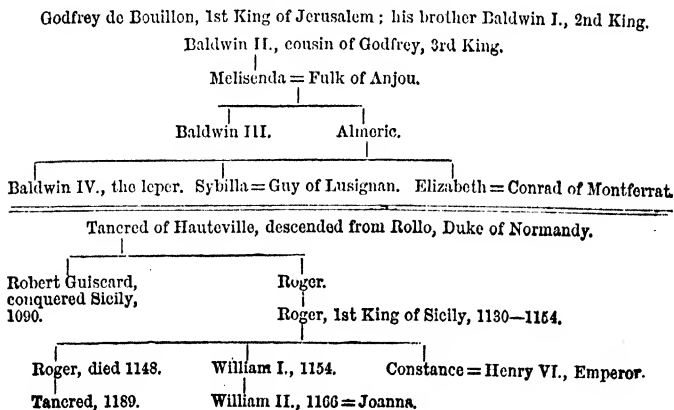 Godfrey de Bouillon, 1st King of Jerusalem; his brother Baldwin I., 2nd King.
Baldwin II., cousin of Godfrey, 3rd King.
Melisenda = Fulk of Anjou.
Baldwin III. Almeric.
Baldwin IV., the leper. Sybilla = Guy of Lusignan. Elizabeth = Conrad of Montferrat.
Tancred of Hauteville, descended from Rollo, Duke of Normandy.
Robert Guiscard, Roger.
conquered Sicily,
1090. Roger, 1st King of Sicily, 1130—1154.
Roger, died 1148. William I., 1154. Constance = Henry VI., Emperor.
Tancred, 1189. William II., 1166 = Joanna.